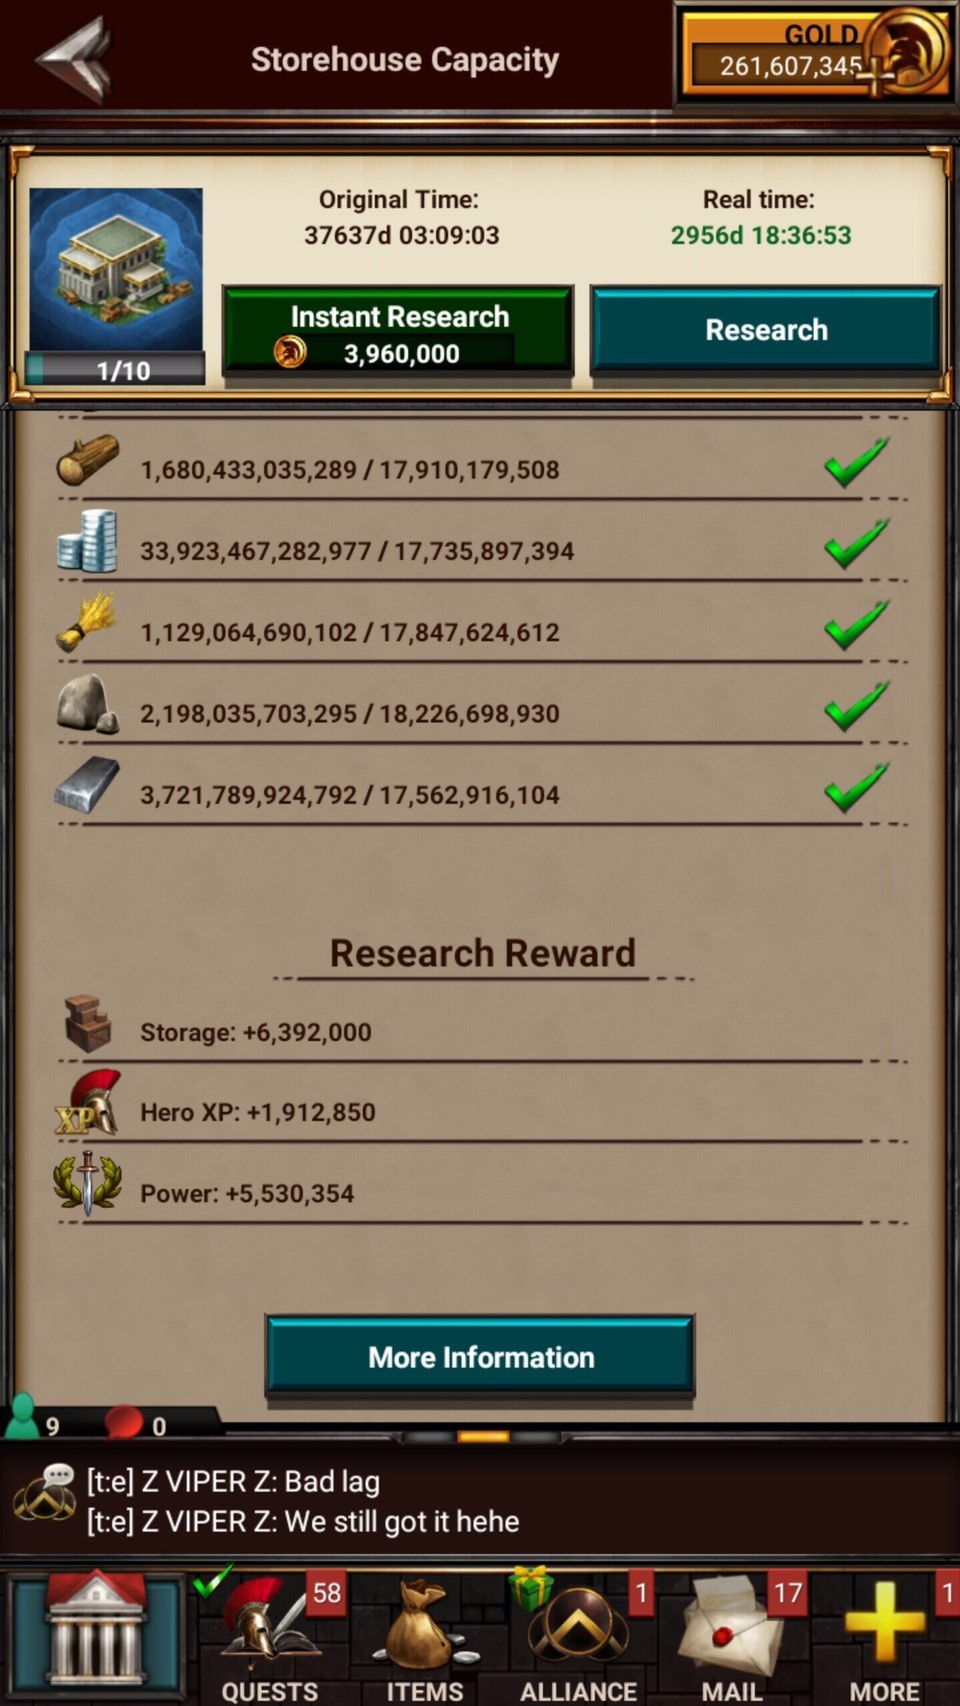 Storehouse Capacity
GOLD
261,607,345
Original Time:
37637d 03:09:03
Real time:
2956d 18:36:53
Instant Research
3,960,000
Research
1/10
1,680,433,035,289 / 17,910,179,508
33,923,467,282,977 / 17,735,897,394
1,129,064,690,102 / 17,847,624,612
2,198,035,703,295 / 18,226,698,930
3,721,789,924,792 / 17,562,916,104
Research Reward
Storage: +6,392,000
XP
Hero XP: +1,912,850
Power: +5,530,354
More Information
9
0
[t:e] Z VIPER Z: Bad lag
[t:e] Z VIPER Z: We still got it hehe
58
1
17
1
QUESTS
ITEMS
ALLIANCE
MAIL
MORE